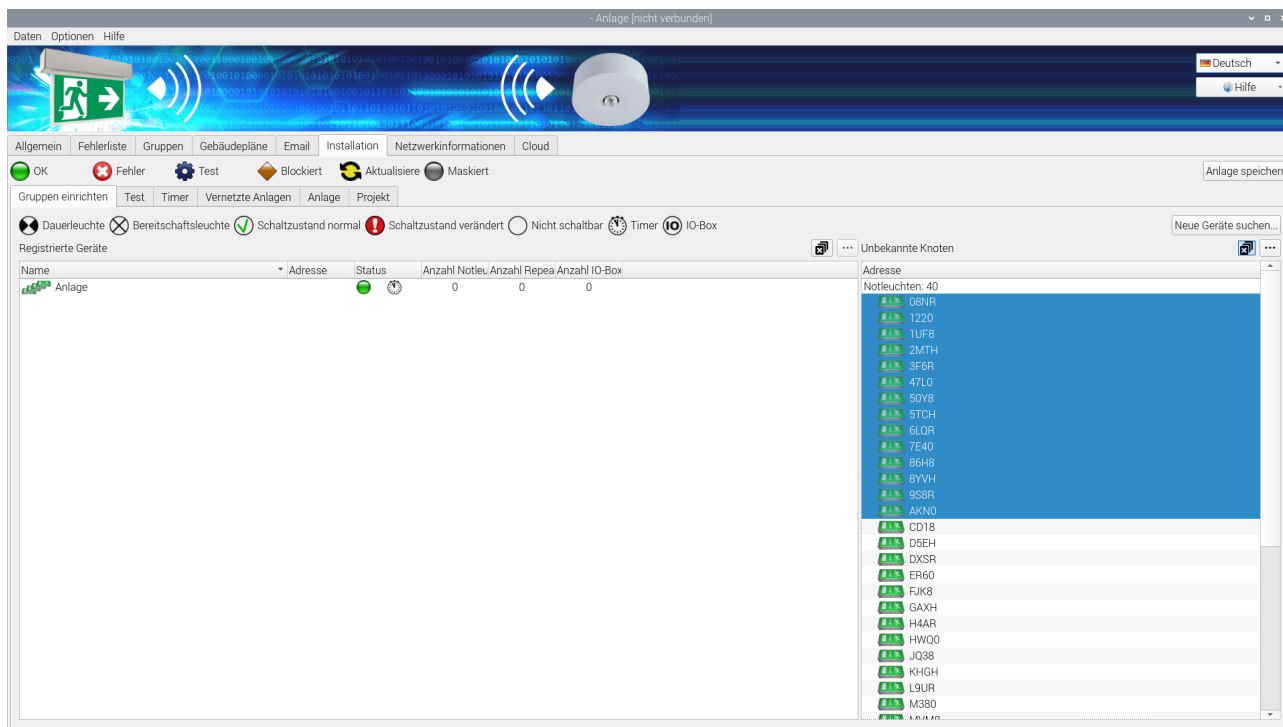 - Anlage [nicht verbunden]
Daten Optionen Hilfe
Deutsch
Hilfe
Allgemein Fehlerliste Gruppen Gebäudepläne Email Installation Netzwerkinformationen Cloud
OK Fehler Test Blockiert Aktualisiere Maskiert Anlage speichern
Gruppen einrichten Test Timer Vernetzte Anlagen Anlage Projekt
Dauerleuchte Bereitschaftsleuchte Schaltzustand normal Schaltzustand verändert Nicht schaltbar Timer IO IO-Box Neue Geräte suchen...
Registrierte Geräte ... Unbekannte Knoten ...
Name Adresse Status Anzahl Notleu Anzahl Repea Anzahl IO-Box Adresse
Anlage 0 0 0 Notleuchten: 40
08NR
1220
1UF8
2MTH
3F6R
47L0
50Y8
5TCH
6LQR
7E40
86H8
8YVH
9S8R
AKN0
CD18
D5EH
DXSR
ER60
FJK8
GAXH
H4AR
HWQ0
JQ38
KHGH
L9UR
M380